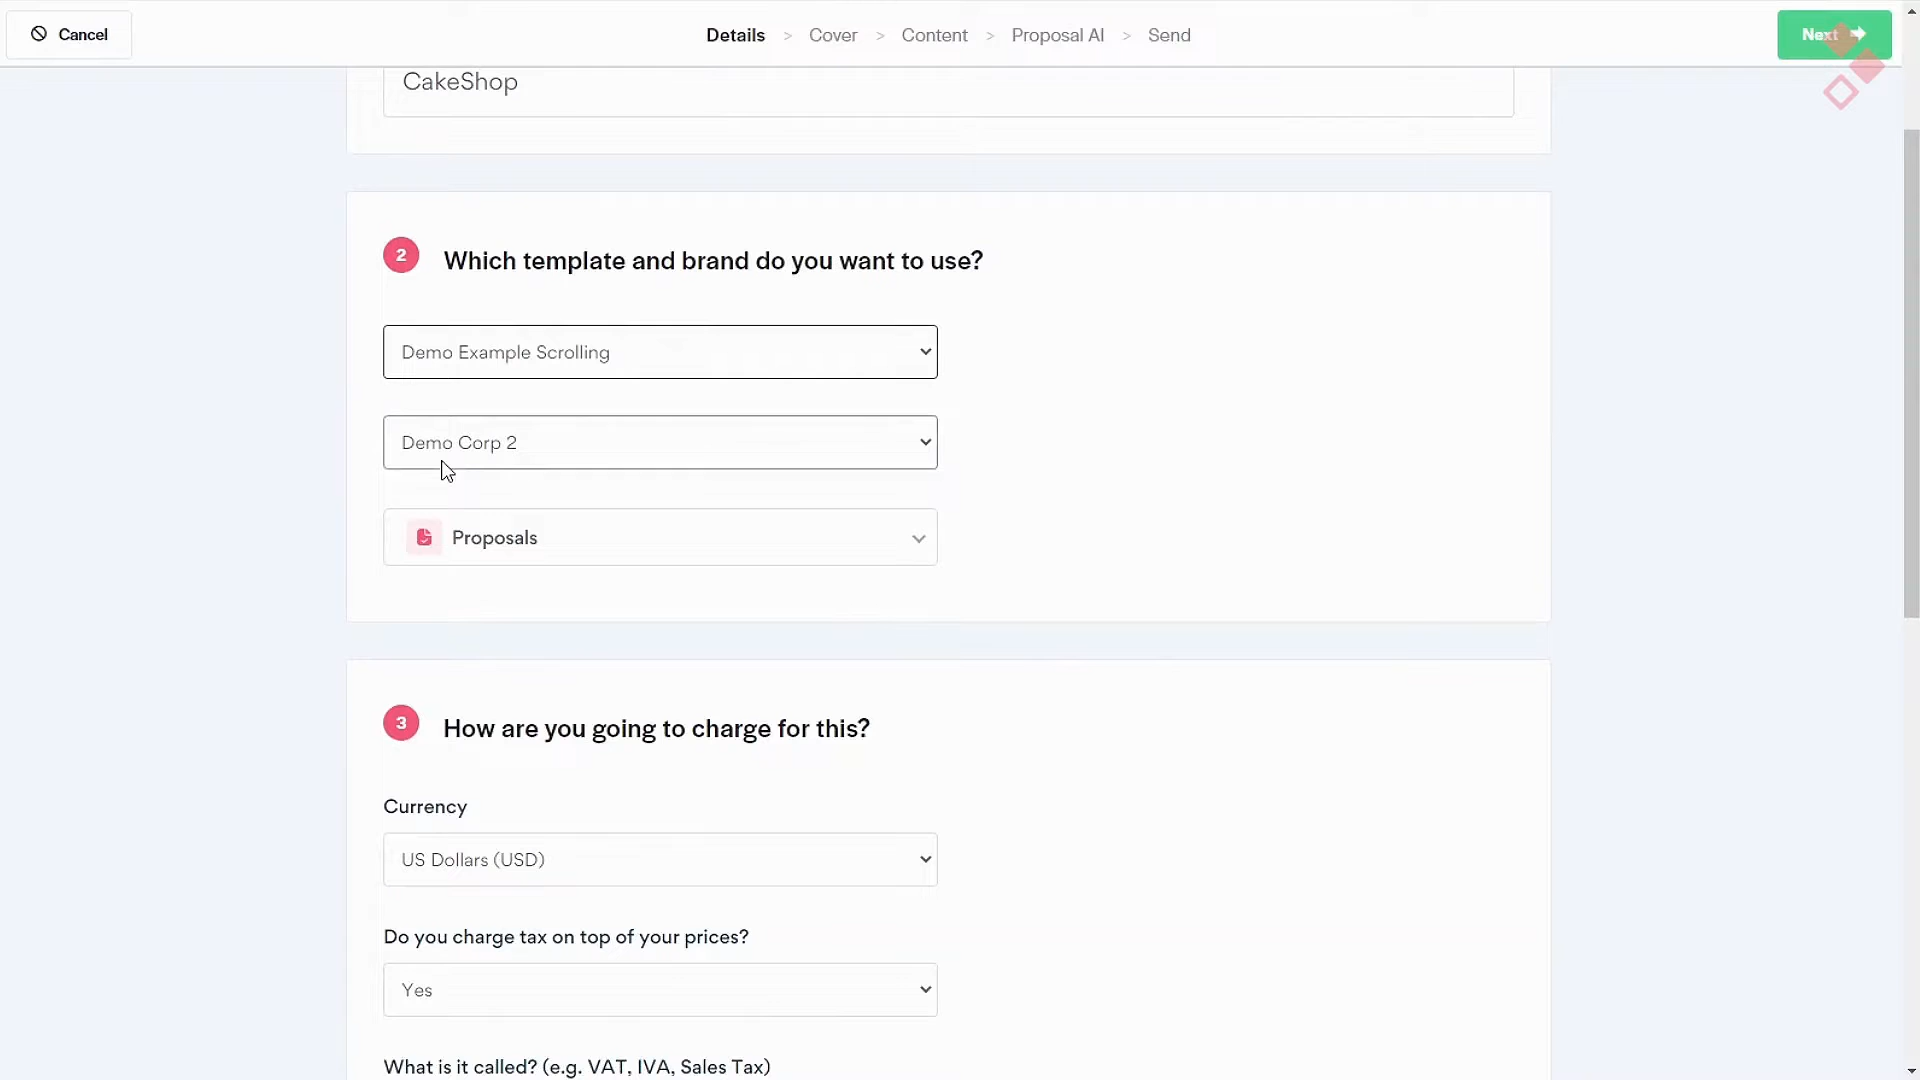 Cancel
Details > Cover > Content > Proposal AI > Send
Next
CakeShop
2 Which template and brand do you want to use?
Demo Example Scrolling
Demo Corp 2
Proposals
3 How are you going to charge for this?
Currency
US Dollars (USD)
Do you charge tax on top of your prices?
Yes
What is it called? (e.g. VAT, IVA, Sales Tax)